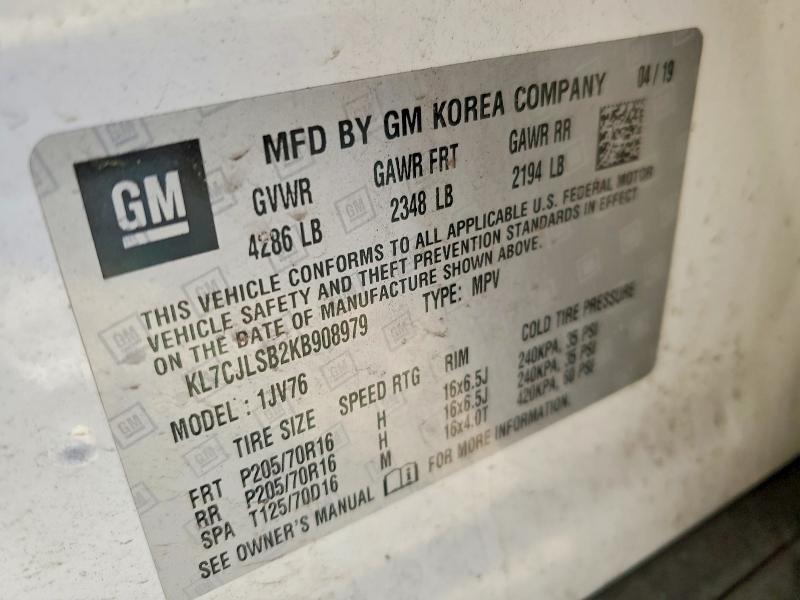 04/19
MFD BY GM KOREA COMPANY
GM
GVWR GAWR FRT GAWR RR
4286 LB 2348 LB 2194 LB
THIS VEHICLE CONFORMS TO ALL APPLICABLE U.S. FEDERAL MOTOR
VEHICLE SAFETY AND THEFT PREVENTION STANDARDS IN EFFECT
ON THE DATE OF MANUFACTURE SHOWN ABOVE.
KL7CJLSB2KB908979 TYPE: MPV
MODEL : 1JV76
TIRE SIZE SPEED RTG RIM COLD TIRE PRESSURE
FRT P205/70R16 H 16x6.5J 240KPA, 35 PSI
RR P205/70R16 H 16x6.5J 240KPA, 35 PSI
SPA T125/70D16 M 16x4.0T 420KPA, 60 PSI
SEE OWNER'S MANUAL FOR MORE INFORMATION.